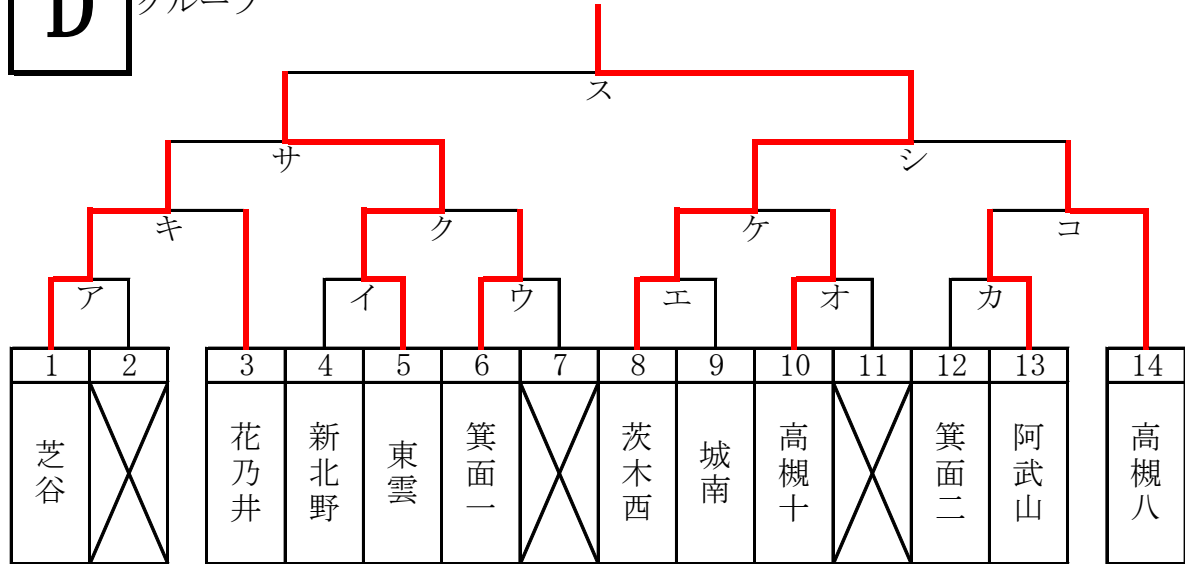 D
グループ
ス
サ
シ
キ
ク
ケ
コ
ア
イ
ウ
エ
オ
カ
1 2 3 4 5 6 7 8 9 10 11 12 13 14
芝谷
花乃井
新北野
東雲
箕面一
茨木西
城南
高槻十
箕面二
阿武山
高槻八